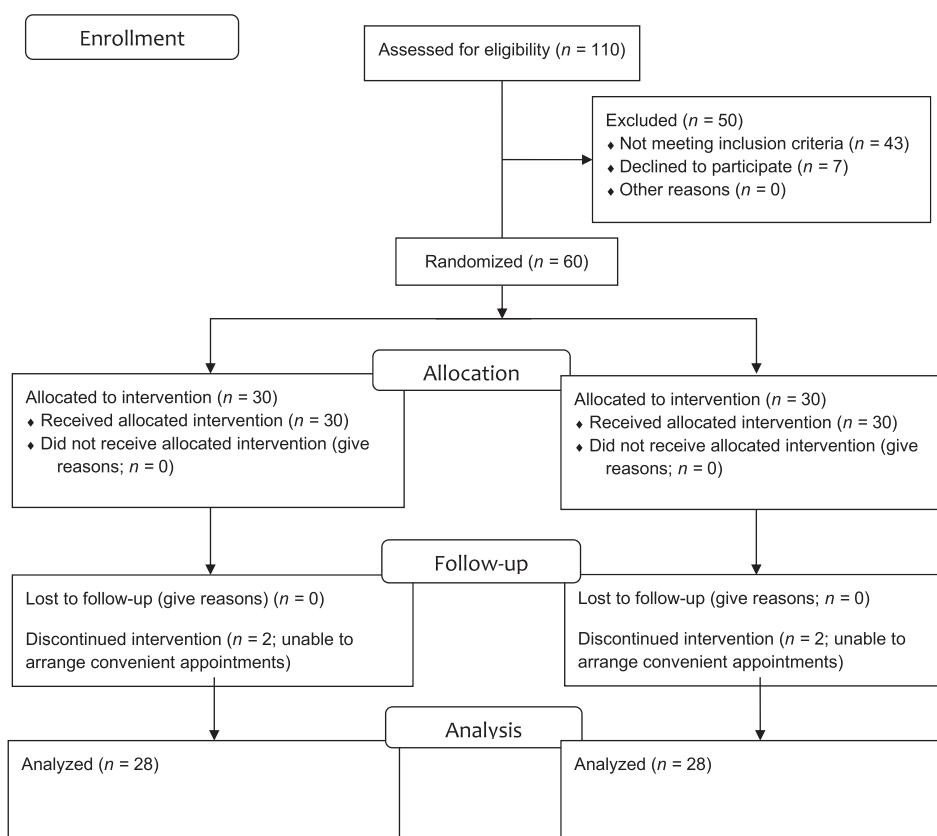 Enrollment
Assessed for eligibility (n = 110)
Excluded (n = 50)
♦ Not meeting inclusion criteria (n = 43)
♦ Declined to participate (n = 7)
♦ Other reasons (n = 0)
Randomized (n = 60)
Allocation
Allocated to intervention (n = 30)
♦ Received allocated intervention (n = 30)
♦ Did not receive allocated intervention (give
reasons; n = 0)
Allocated to intervention (n = 30)
♦ Received allocated intervention (n = 30)
♦ Did not receive allocated intervention (give
reasons; n = 0)
Follow-up
Lost to follow-up (give reasons) (n = 0)
Discontinued intervention (n = 2; unable to
arrange convenient appointments)
Lost to follow-up (give reasons; n = 0)
Discontinued intervention (n = 2; unable to
arrange convenient appointments)
Analysis
Analyzed (n = 28)
Analyzed (n = 28)